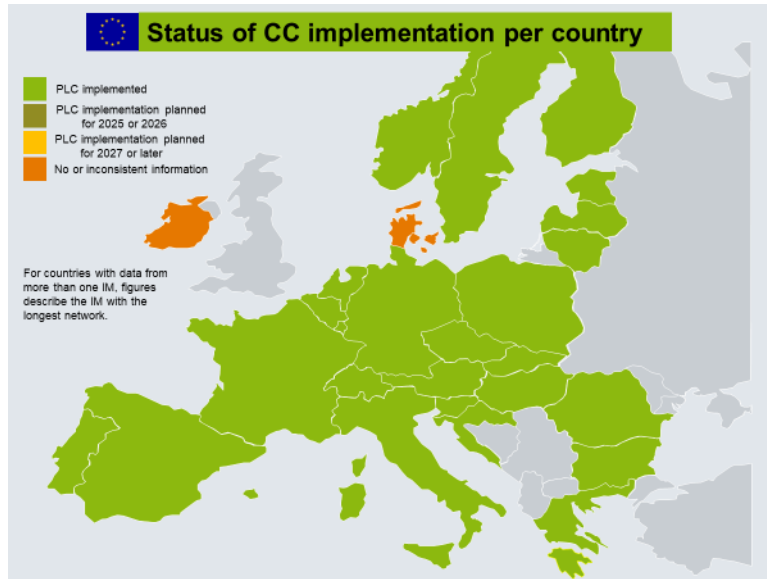 Status of CC implementation per country
PLC implemented
PLC implementation planned
for 2025 or 2026
PLC implementation planned
for 2027 or later
No or inconsistent information
For countries with data from
more than one IM, figures
describe the IM with the
longest network.